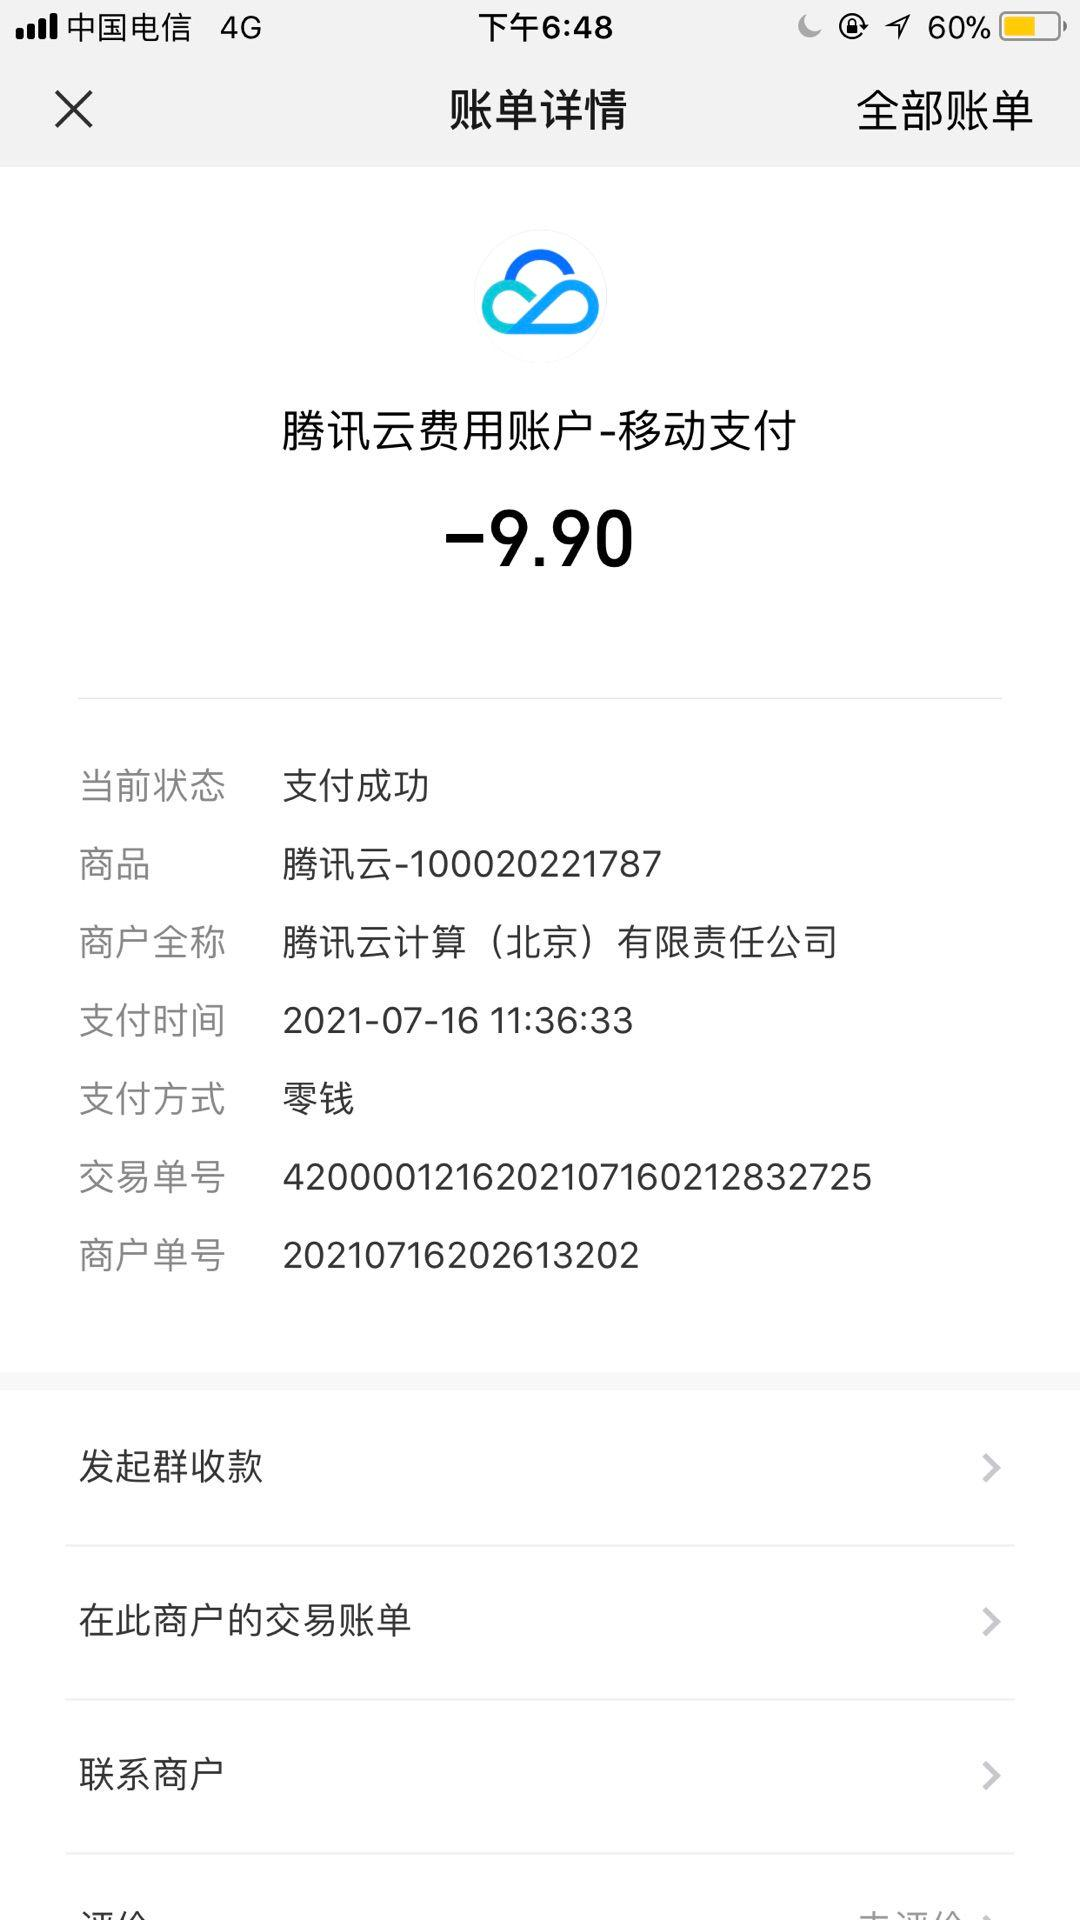 中国电信 4G 下午6:48 60%
账单详情 全部账单
腾讯云费用账户-移动支付
-9.90
当前状态 支付成功
商品 腾讯云-100020221787
商户全称 腾讯云计算（北京）有限责任公司
支付时间 2021-07-16 11:36:33
支付方式 零钱
交易单号 4200001216202107160212832725
商户单号 20210716202613202
发起群收款
在此商户的交易账单
联系商户
评价